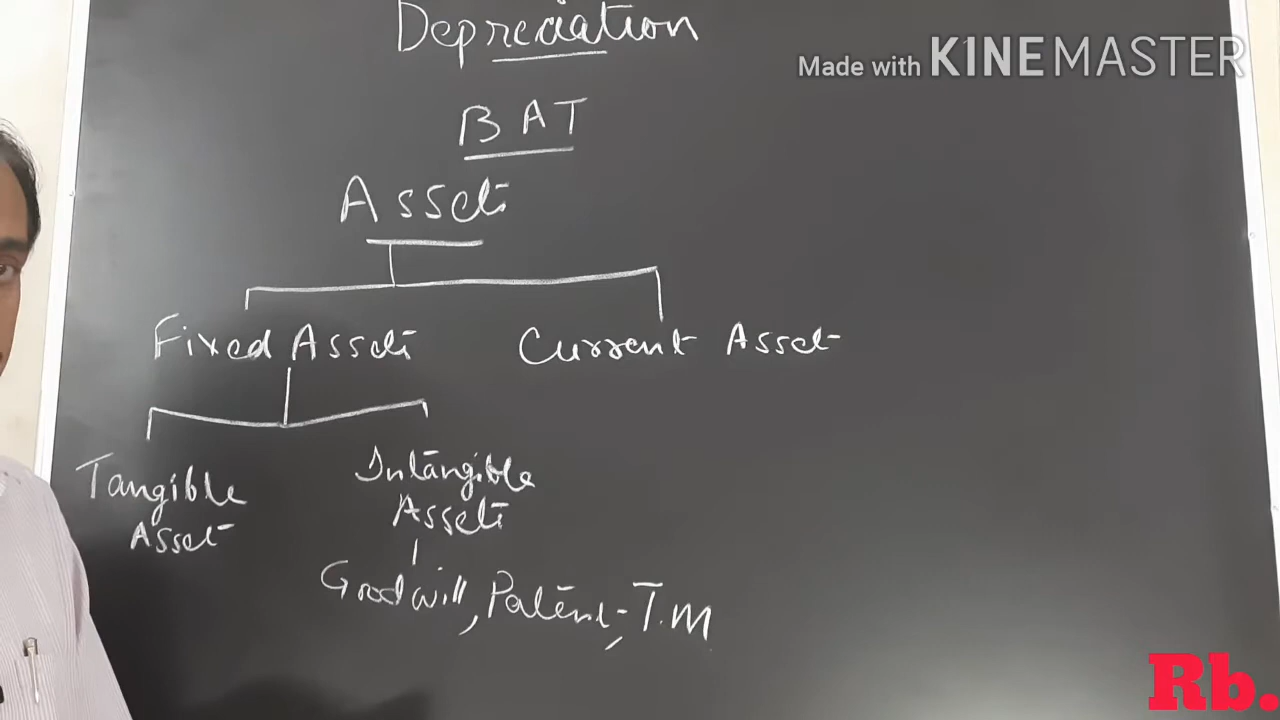 Depreciation
Made with KINEMASTER
BAT
Assets
Fixed Assets Current Asset
Tangible
Asset
Intangible
Assets
Goodwill, Patent, T.M
Rb.